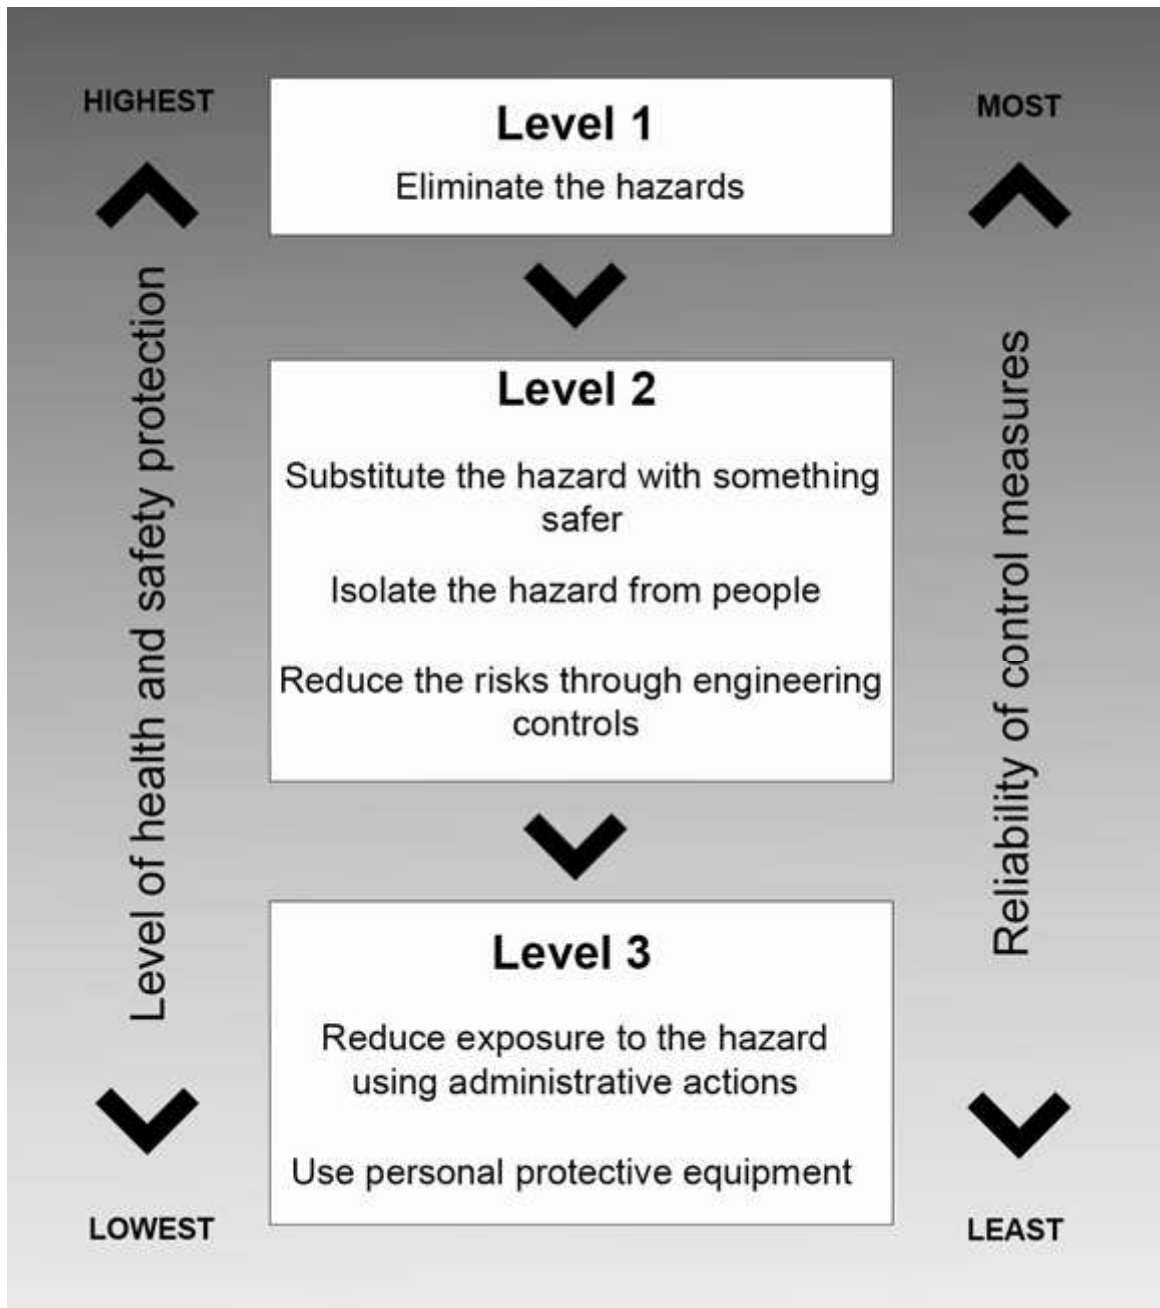 HIGHEST
MOST
Level 1
Eliminate the hazards
Level of health and safety protection
Reliability of control measures
Level 2
Substitute the hazard with something
safer
Isolate the hazard from people
Reduce the risks through engineering
controls
Level 3
Reduce exposure to the hazard
using administrative actions
Use personal protective equipment
LOWEST
LEAST